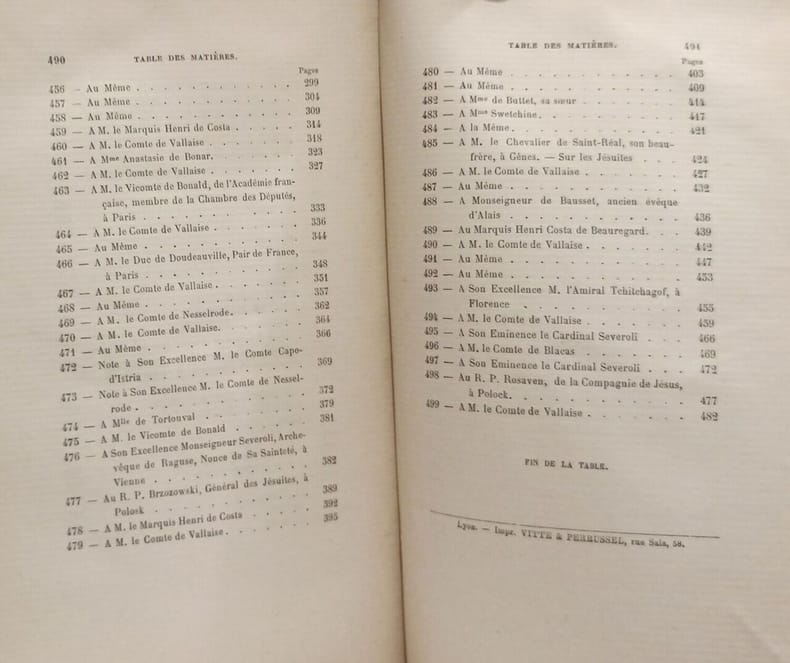 490 TABLE DES MATIÈRES.
Pages
456 — Au Même . . . . . . . . . . . 299
457 — Au Même . . . . . . . . . . . 304
458 — Au Même . . . . . . . . . . . 309
459 — A M. le Marquis Henri de Costa . . . . 314
460 — A M. le Comte de Vallaise . . . . . . 318
461 — A Mme Anastasie de Bonar. . . . . . 323
462 — A M. le Comte de Vallaise . . . . . . 327
463 — A M. le Vicomte de Bonald, de l'Académie fran-
çaise, membre de la Chambre des Députés,
à Paris . . . . . . . . . . . 333
464 — A M. le Comte de Vallaise . . . . . . 336
465 — Au Même . . . . . . . . . . . 344
466 — A M. le Duc de Doudeauville, Pair de France,
à Paris . . . . . . . . . . . 348
467 — A M. le Comte de Vallaise. . . . . . 351
468 — Au Même . . . . . . . . . . . 357
469 — A M. le Comte de Nesselrode. . . . . 362
470 — A M. le Comte de Vallaise. . . . . . 364
471 — Au Même . . . . . . . . . . . 366
472 — Note à Son Excellence M. le Comte Capo-
d'Istria . . . . . . . . . . . 369
473 — Note à Son Excellence M. le Comte de Nessel-
rode . . . . . . . . . . . . 372
474 — A Mlle de Tortouval . . . . . . . 379
475 — A M. le Vicomte de Bonald . . . . . 381
476 — A Son Excellence Monseigneur Severoli, Arche-
vêque de Raguse, Nonce de Sa Sainteté, à
Vienne . . . . . . . . . . . 382
477 — Au R. P. Brzozowski, Général des Jésuites, à
Polosk . . . . . . . . . . . 389
478 — A M. le Marquis Henri de Costa . . . . 392
479 — A M. le Comte de Vallaise . . . . . . 395
TABLE DES MATIÈRES. 491
Pages
480 — Au Même . . . . . . . . . . . 403
481 — Au Même . . . . . . . . . . . 409
482 — A Mme de Buttet, sa sœur . . . . . . 414
483 — A Mme Swetchine. . . . . . . . . 417
484 — A la Même. . . . . . . . . . . 421
485 — A M. le Chevalier de Saint-Réal, son beau-
frère, à Gênes. — Sur les Jésuites . . . 424
486 — A M. le Comte de Vallaise . . . . . . 427
487 — Au Même . . . . . . . . . . . 432
488 — A Monseigneur de Bausset, ancien évêque
d'Alais . . . . . . . . . . . 436
489 — Au Marquis Henri Costa de Beauregard. . . 439
490 — A M. le Comte de Vallaise . . . . . . 442
491 — Au Même . . . . . . . . . . . 447
492 — Au Même . . . . . . . . . . . 453
493 — A Son Excellence M. l'Amiral Tchitchagof, à
Florence . . . . . . . . . . 455
494 — A M. le Comte de Vallaise . . . . . . 459
495 — A Son Eminence le Cardinal Severoli . . . 466
496 — A M. le Comte de Blacas . . . . . . 469
497 — A Son Eminence le Cardinal Severoli . . . 472
498 — Au R. P. Rosaven, de la Compagnie de Jésus,
à Polock. . . . . . . . . . . 477
499 — A M. le Comte de Vallaise . . . . . . 482
FIN DE LA TABLE.
Lyon. — Impr. VITTE & PERRUSSEL, rue Sala, 58.